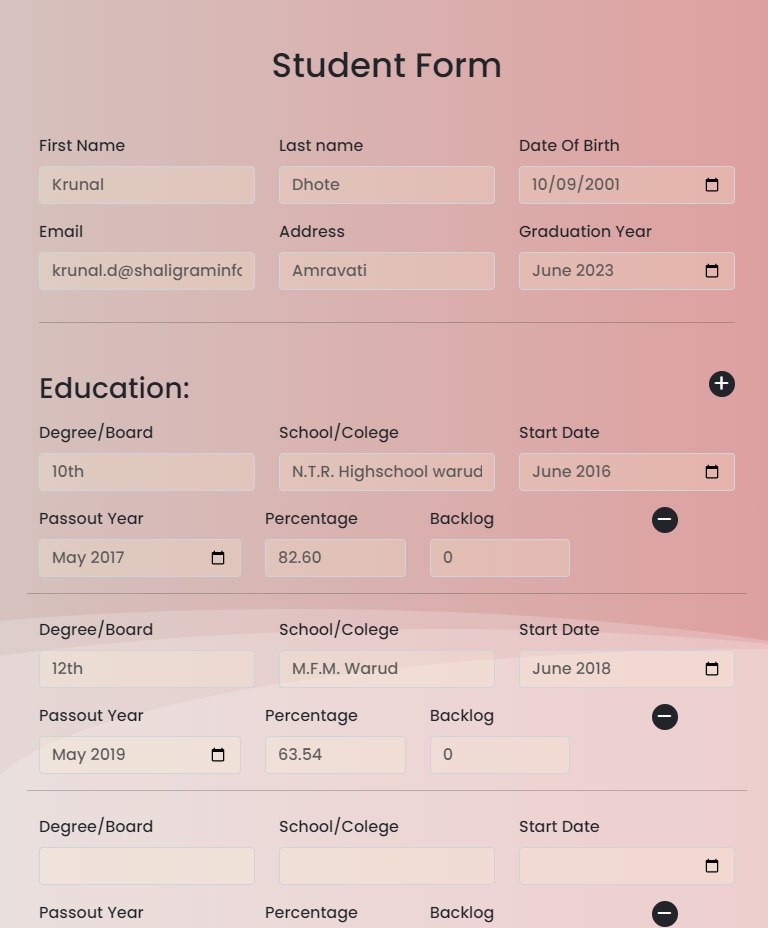 Student Form
First Name Last name Date Of Birth
Krunal Dhote 10/09/2001
Email Address Graduation Year
krunal.d@shaligraminfo Amravati June 2023
Education:
Degree/Board School/Colege Start Date
10th N.T.R. Highschool warud June 2016
Passout Year Percentage Backlog
May 2017 82.60 0
Degree/Board School/Colege Start Date
12th M.F.M. Warud June 2018
Passout Year Percentage Backlog
May 2019 63.54 0
Degree/Board School/Colege Start Date
Passout Year Percentage Backlog